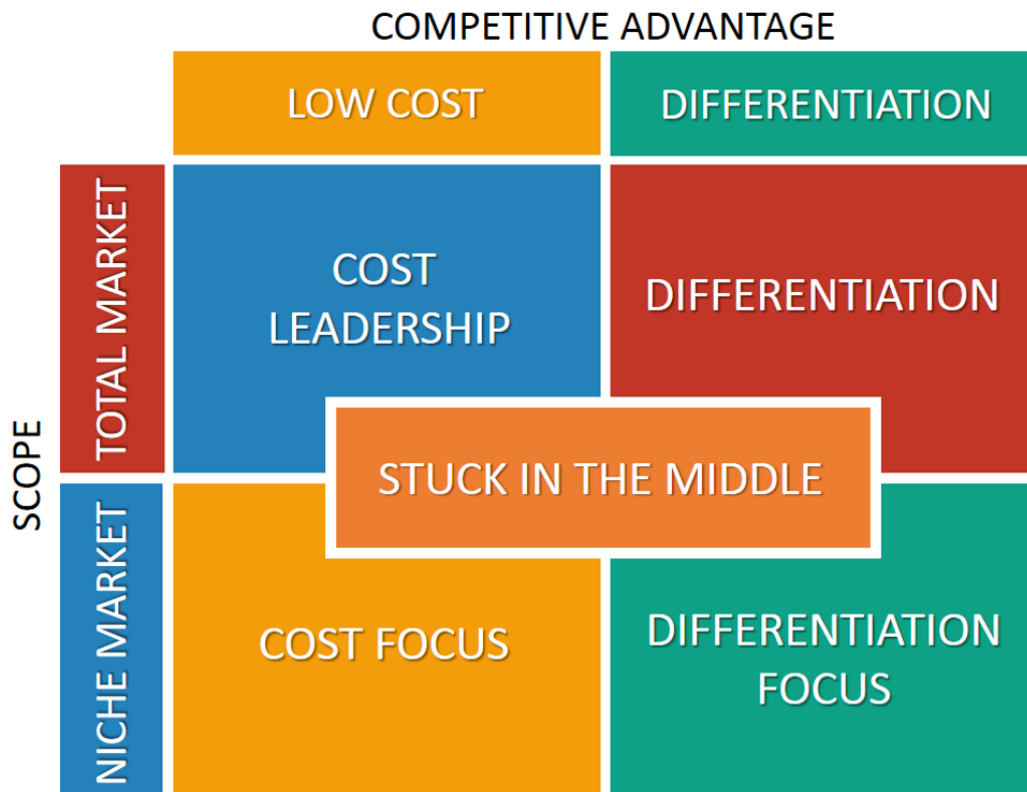 COMPETITIVE ADVANTAGE
LOW COST
DIFFERENTIATION
SCOPE
TOTAL MARKET
COST
LEADERSHIP
DIFFERENTIATION
STUCK IN THE MIDDLE
NICHE MARKET
COST FOCUS
DIFFERENTIATION
FOCUS